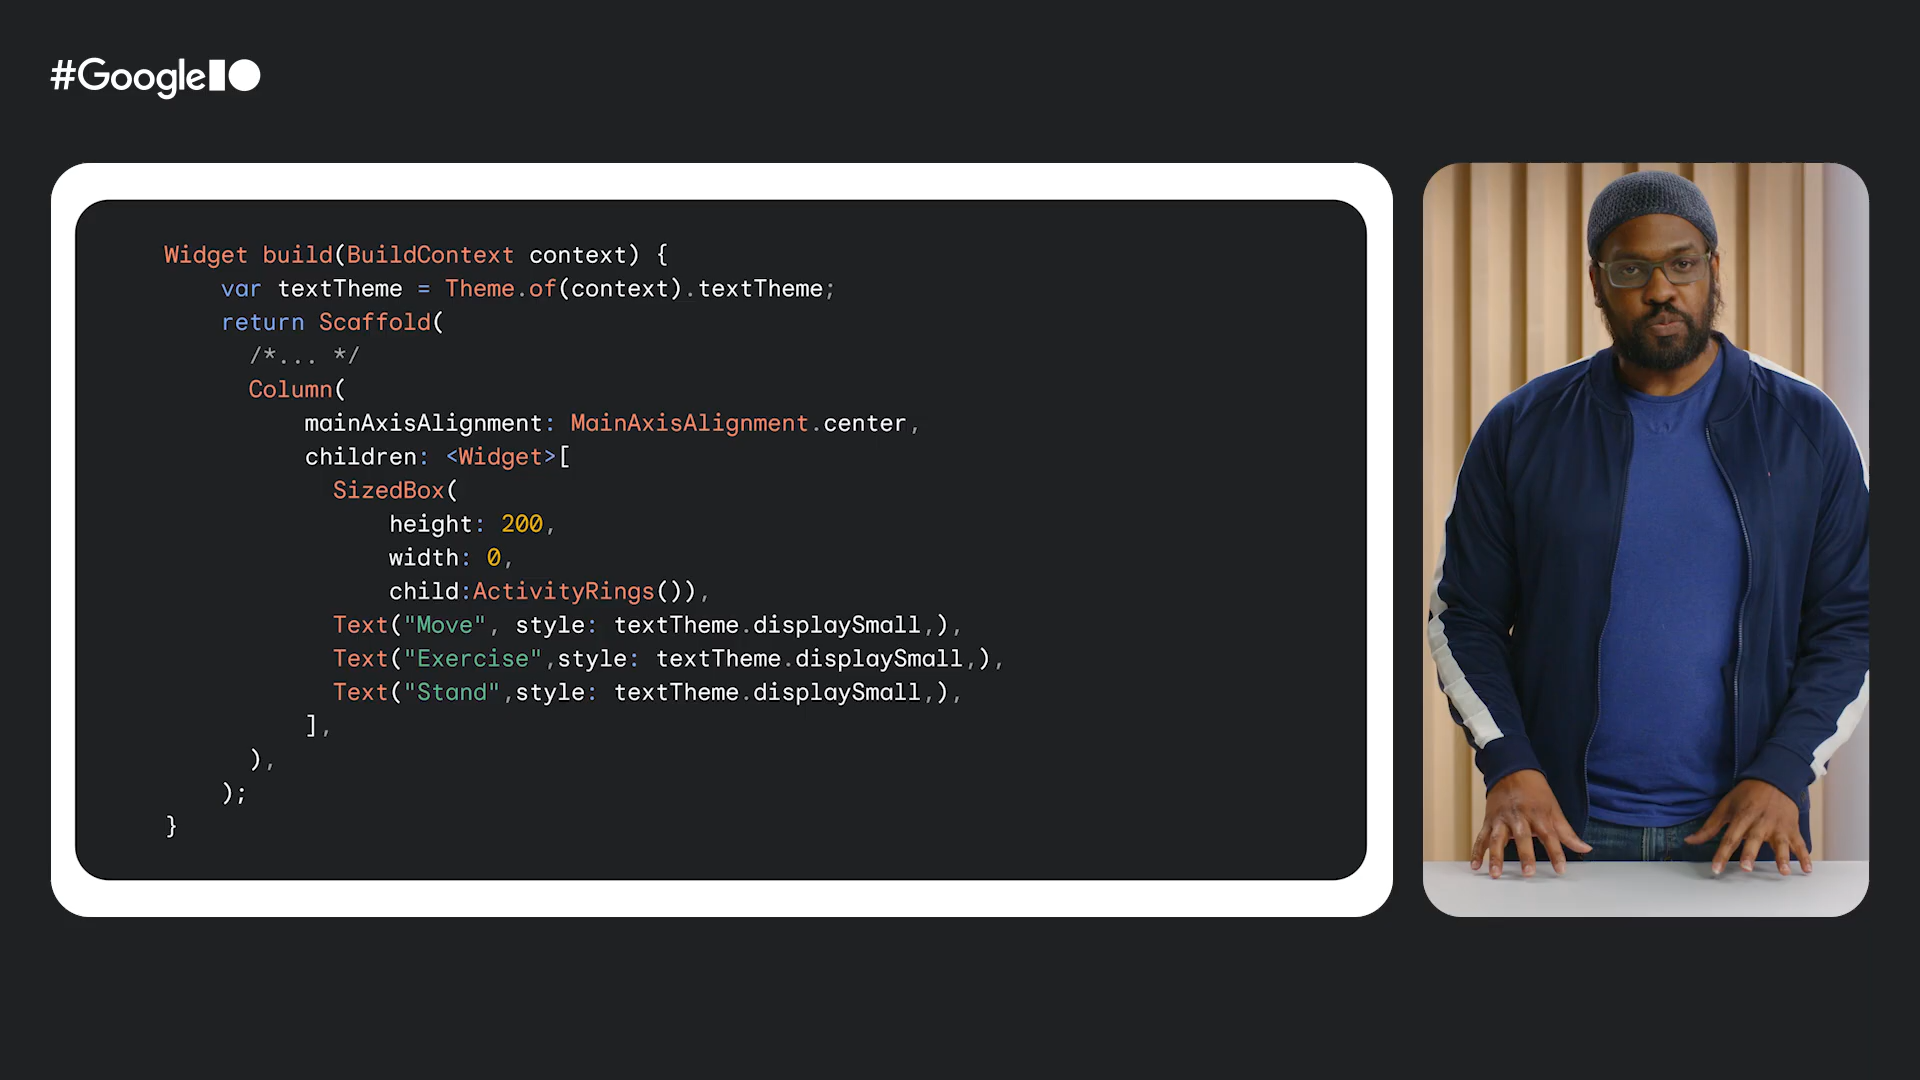 #GoogleIO
Widget build(BuildContext context) {
var textTheme = Theme.of(context).textTheme;
return Scaffold(
/*... */
Column(
mainAxisAlignment: MainAxisAlignment.center,
children: <Widget>[
SizedBox(
height: 200,
width: 0,
child:ActivityRings()),
Text("Move", style: textTheme.displaySmall,),
Text("Exercise",style: textTheme.displaySmall,),
Text("Stand",style: textTheme.displaySmall,),
],
),
);
}